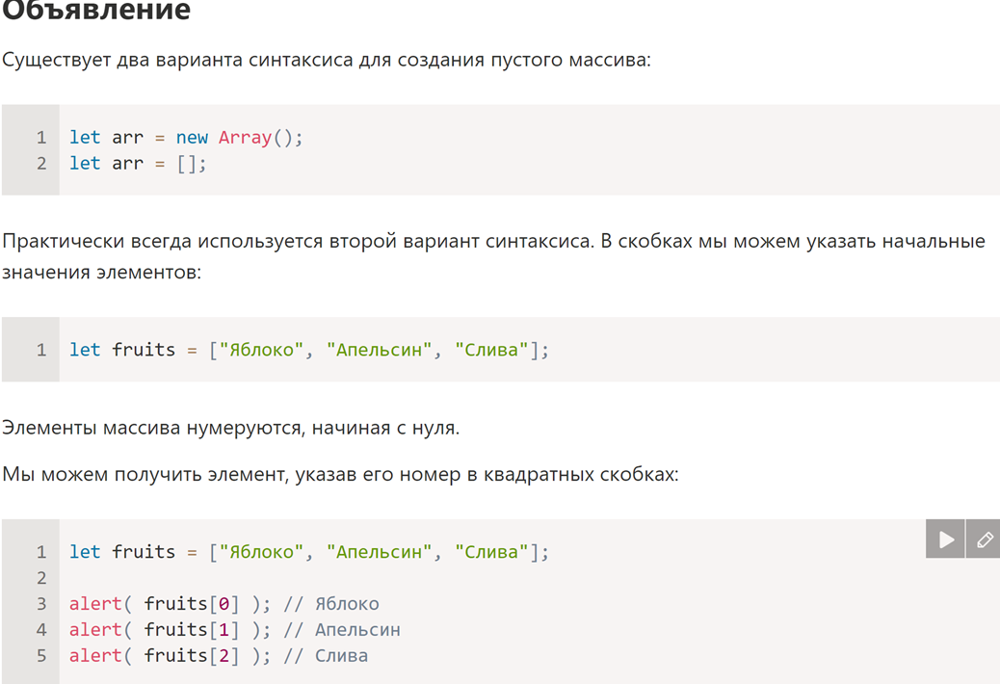 Объявление
Существует два варианта синтаксиса для создания пустого массива:
1 let arr = new Array();
2 let arr = [];
Практически всегда используется второй вариант синтаксиса. В скобках мы можем указать начальные
значения элементов:
1 let fruits = ["Яблоко", "Апельсин", "Слива"];
Элементы массива нумеруются, начиная с нуля.
Мы можем получить элемент, указав его номер в квадратных скобках:
1 let fruits = ["Яблоко", "Апельсин", "Слива"];
2
3 alert( fruits[0] ); // Яблоко
4 alert( fruits[1] ); // Апельсин
5 alert( fruits[2] ); // Слива